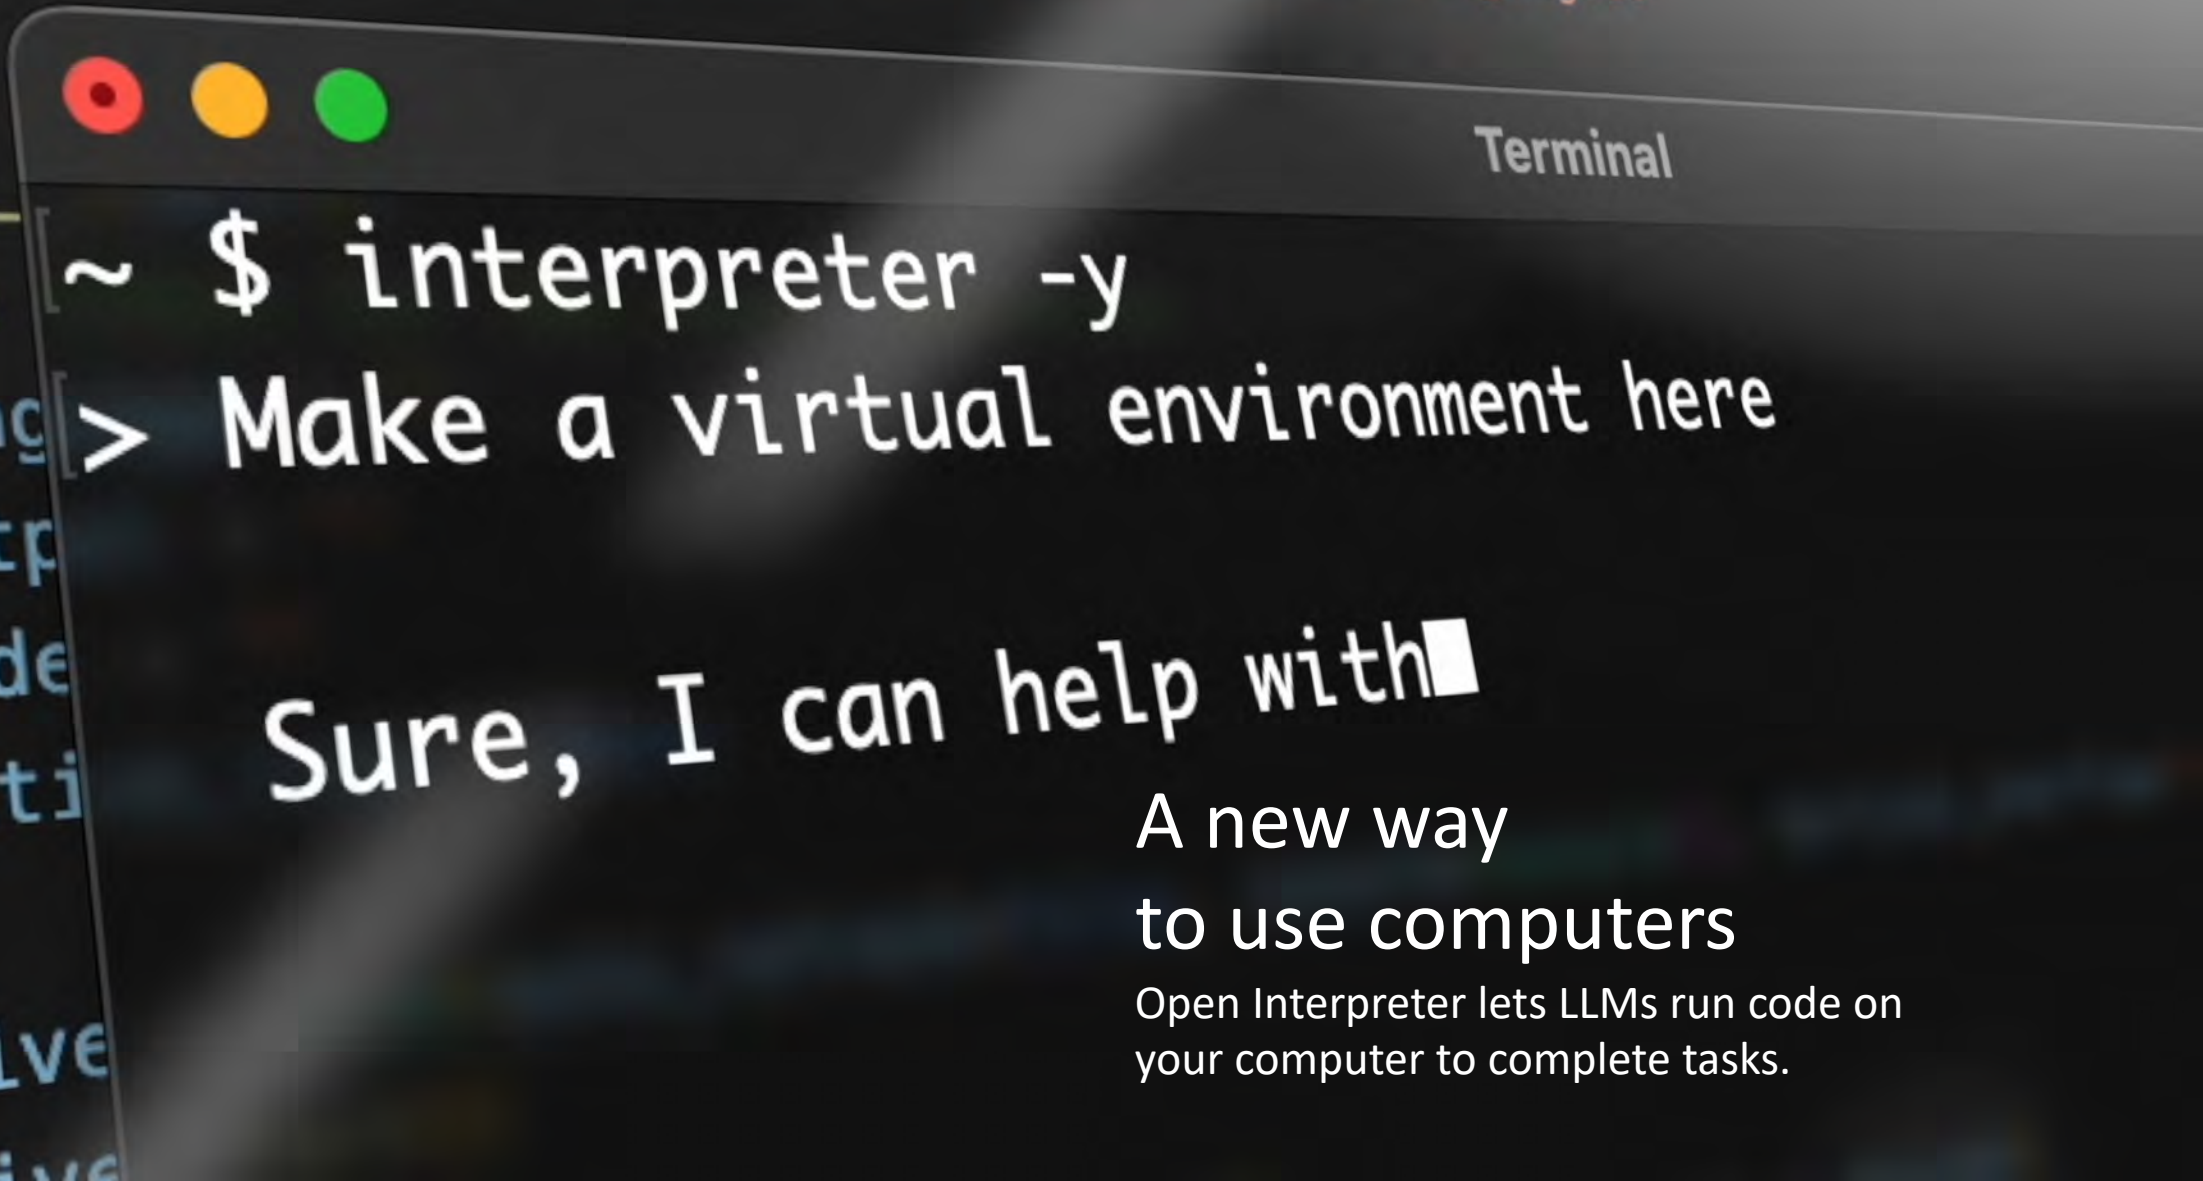 Terminal
~ $ interpreter -y
> Make a virtual environment here
Sure, I can help with
A new way
to use computers
Open Interpreter lets LLMs run code on
your computer to complete tasks.